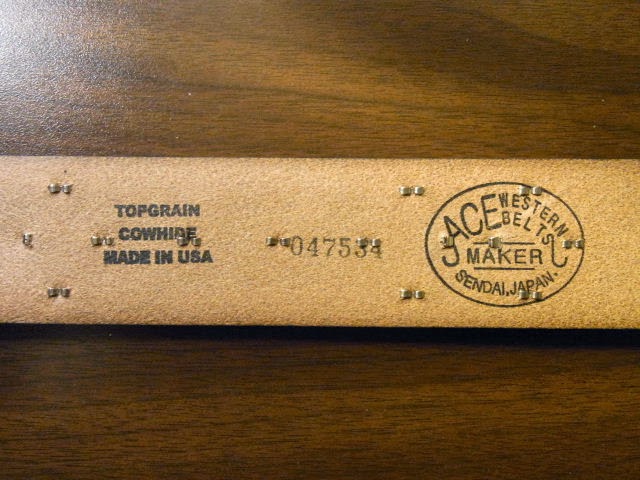 TOPGRAIN
COWHIDE
MADE IN USA
047534
ACE WESTERN
BELTS
MAKER
SENDAI, JAPAN.